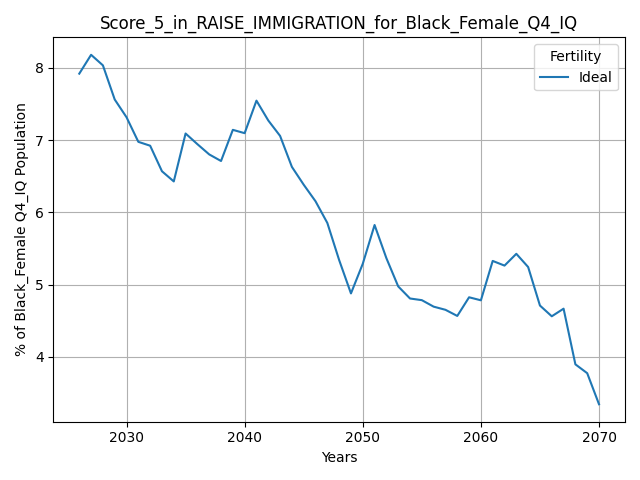 Score_5_in_RAISE_IMMIGRATION_for_Black_Female_Q4_IQ
Fertility
Ideal
% of Black_Female Q4_IQ Population
8
7
6
5
4
2030 2040 2050 2060 2070
Years